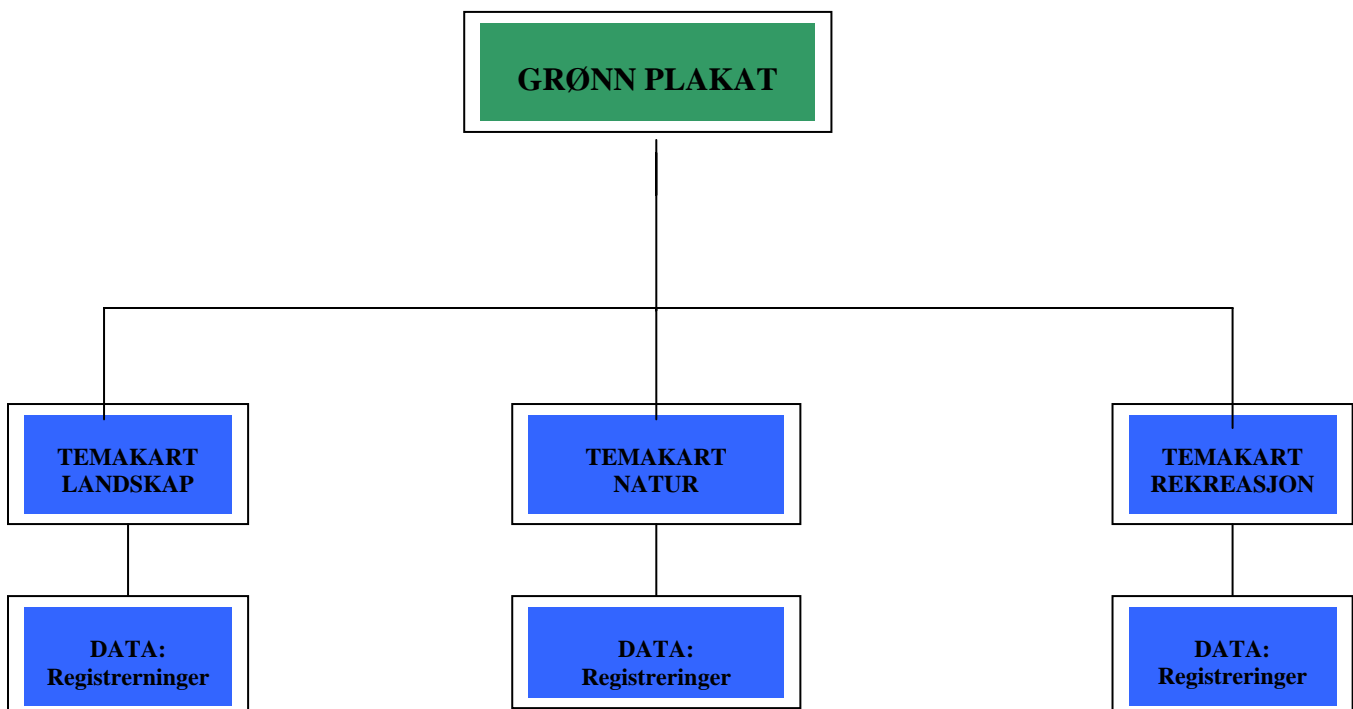 GRØNN PLAKAT
TEMAKART
LANDSKAP
TEMAKART
NATUR
TEMAKART
REKREASJON
DATA:
Registrerninger
DATA:
Registreringer
DATA:
Registreringer